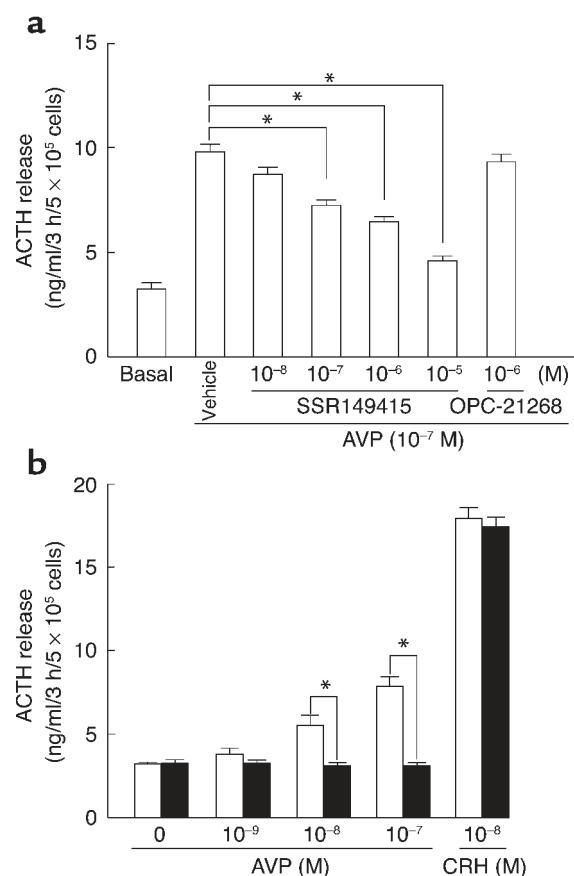 a
ACTH release
(ng/ml/3 h/5 × 10⁵ cells)
15
10
5
0
* 
*
*
Basal
Vehicle
10⁻⁸ 10⁻⁷ 10⁻⁶ 10⁻⁵ 10⁻⁶ (M)
SSR149415 OPC-21268
AVP (10⁻⁷ M)
b
ACTH release
(ng/ml/3 h/5 × 10⁵ cells)
20
15
10
5
0
*
*
0 10⁻⁹ 10⁻⁸ 10⁻⁷ 10⁻⁸
AVP (M) CRH (M)